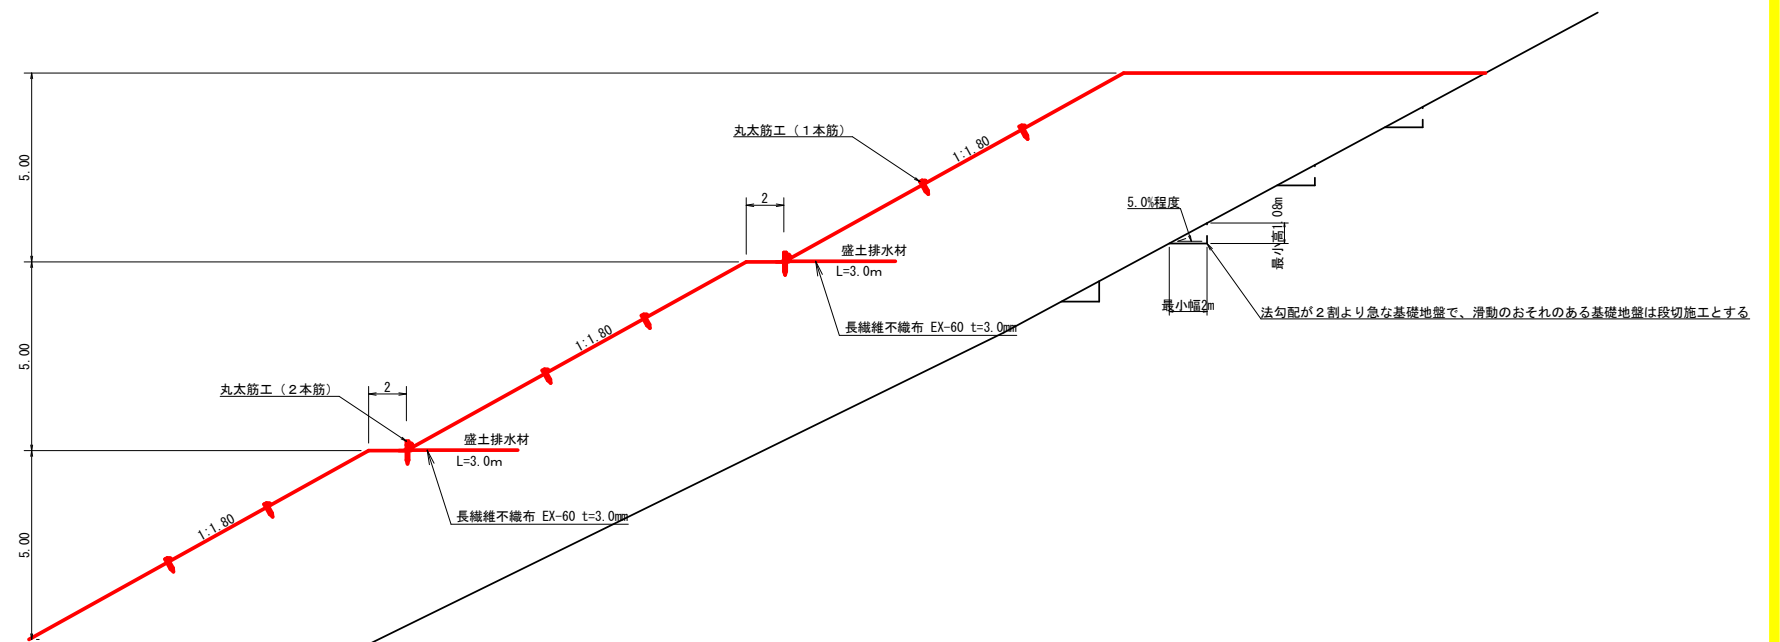 丸太筋工（１本筋）
1:1.80
5.00
2
5.0%程度
最小高1.08m
盛土排水材
L=3.0m
最小幅2m
法勾配が２割より急な基礎地盤で、滑動のおそれのある基礎地盤は段切施工とする
長繊維不織布 EX-60 t=3.0mm
1:1.80
5.00
丸太筋工（２本筋）
2
盛土排水材
L=3.0m
長繊維不織布 EX-60 t=3.0mm
1:1.80
5.00